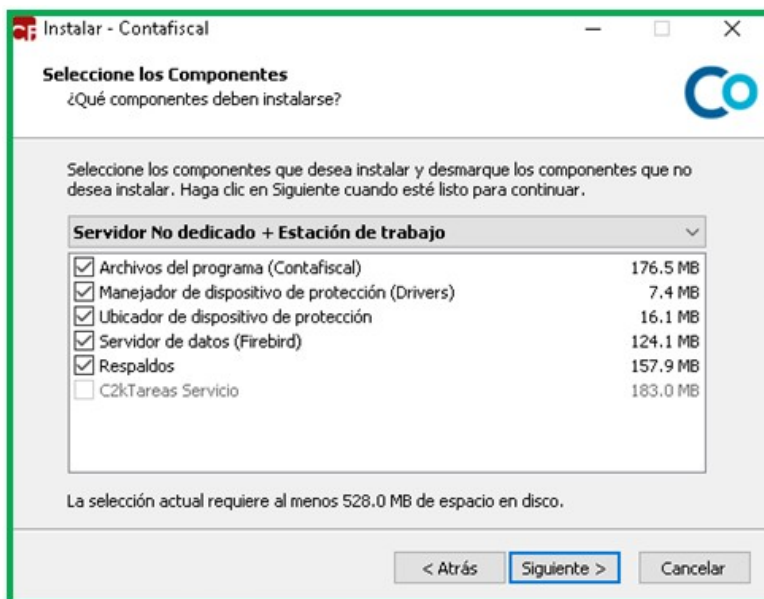 CF Instalar - Contafiscal
Seleccione los Componentes
¿Qué componentes deben instalarse?
Co
Seleccione los componentes que desea instalar y desmarque los componentes que no
desea instalar. Haga clic en Siguiente cuando esté listo para continuar.
Servidor No dedicado + Estación de trabajo
Archivos del programa (Contafiscal) 176.5 MB
Manejador de dispositivo de protección (Drivers) 7.4 MB
Ubicador de dispositivo de protección 16.1 MB
Servidor de datos (Firebird) 124.1 MB
Respaldos 157.9 MB
C2kTareas Servicio 183.0 MB
La selección actual requiere al menos 528.0 MB de espacio en disco.
< Atrás Siguiente > Cancelar